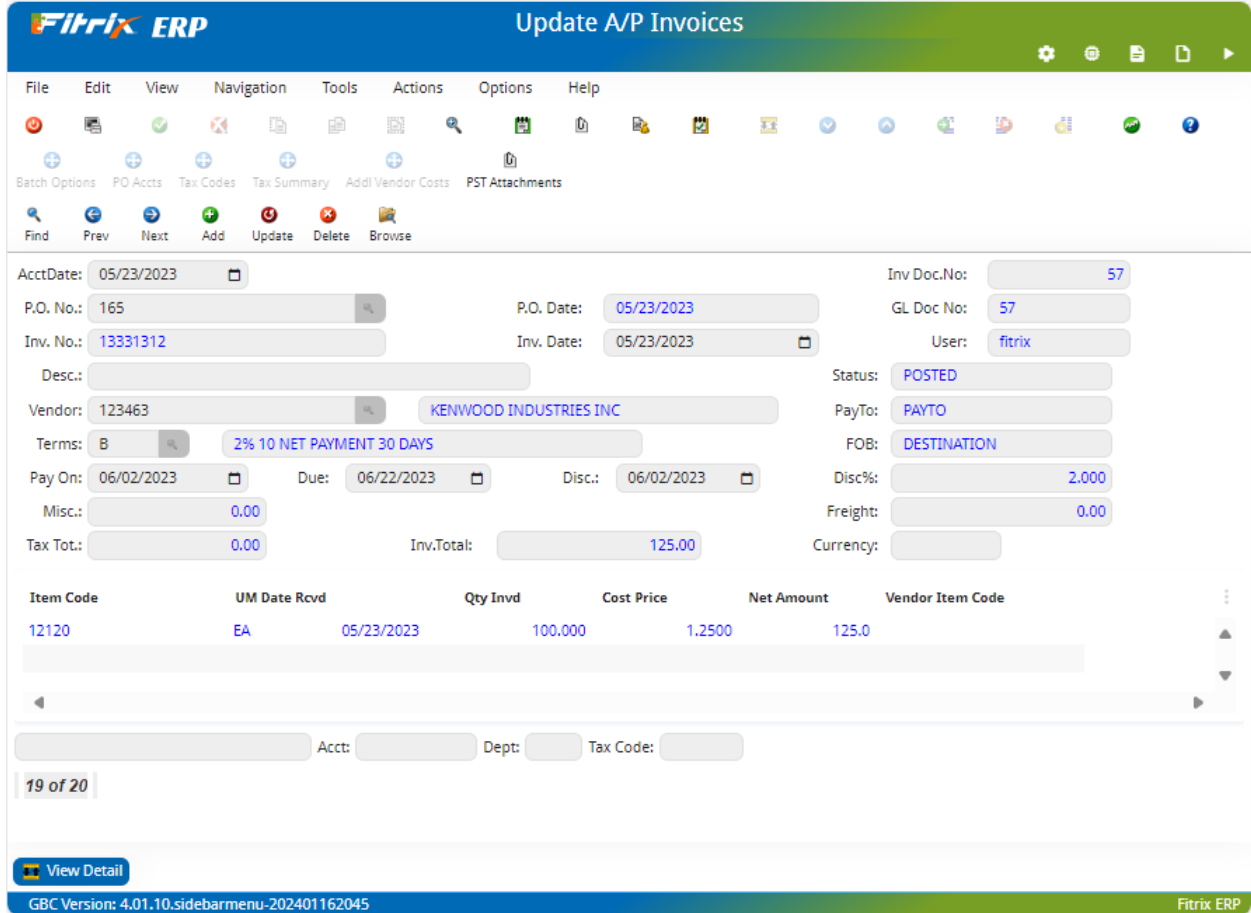 Fitrix ERP
Update A/P Invoices
File Edit View Navigation Tools Actions Options Help
Batch Options PO Accts Tax Codes Tax Summary Addl Vendor Costs PST Attachments
Find Prev Next Add Update Delete Browse
AcctDate: 05/23/2023 Inv Doc.No: 57
P.O. No.: 165 P.O. Date: 05/23/2023 GL Doc No: 57
Inv. No.: 13331312 Inv. Date: 05/23/2023 User: fitrix
Desc.: Status: POSTED
Vendor: 123463 KENWOOD INDUSTRIES INC PayTo: PAYTO
Terms: B 2% 10 NET PAYMENT 30 DAYS FOB: DESTINATION
Pay On: 06/02/2023 Due: 06/22/2023 Disc.: 06/02/2023 Disc%: 2.000
Misc.: 0.00 Freight: 0.00
Tax Tot.: 0.00 Inv.Total: 125.00 Currency:
Item Code UM Date Rcvd Qty Invd Cost Price Net Amount Vendor Item Code
12120 EA 05/23/2023 100.000 1.2500 125.0
Acct: Dept: Tax Code:
19 of 20
View Detail
GBC Version: 4.01.10.sidebarmenu-202401162045 Fitrix ERP